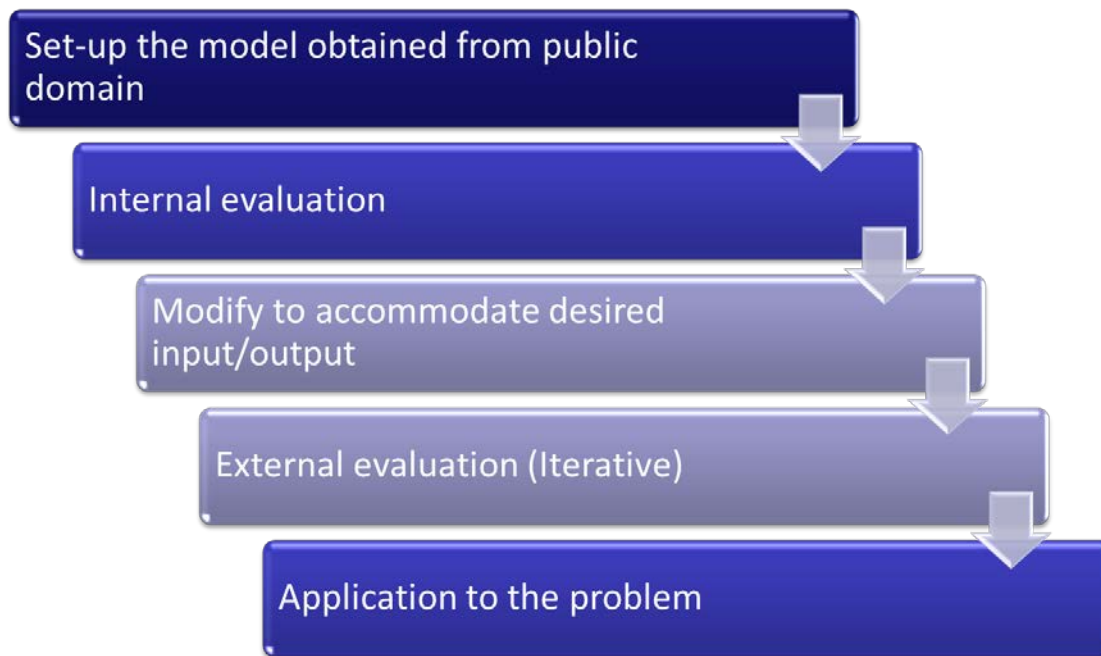 Set-up the model obtained from public
domain
Internal evaluation
Modify to accommodate desired
input/output
External evaluation (Iterative)
Application to the problem